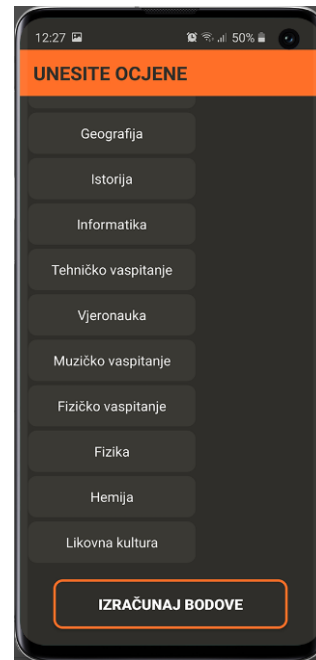 12:27 50%
UNESITE OCJENE
Geografija
Istorija
Informatika
Tehničko vaspitanje
Vjeronauka
Muzičko vaspitanje
Fizičko vaspitanje
Fizika
Hemija
Likovna kultura
IZRAČUNAJ BODOVE